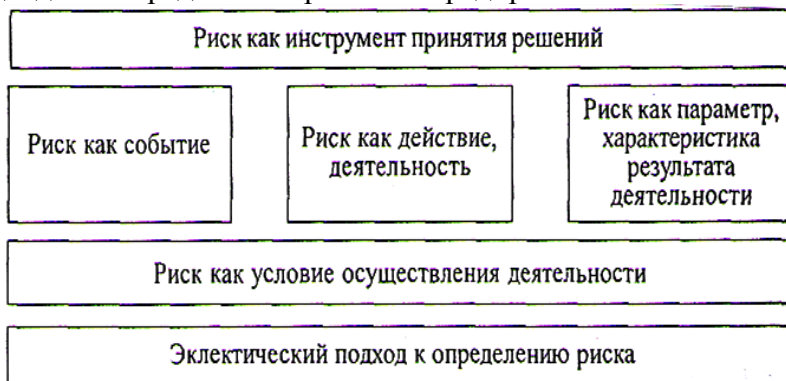 Риск как инструмент принятия решений
Риск как событие
Риск как действие,
деятельность
Риск как параметр,
характеристика
результата
деятельности
Риск как условие осуществления деятельности
Эклектический подход к определению риска